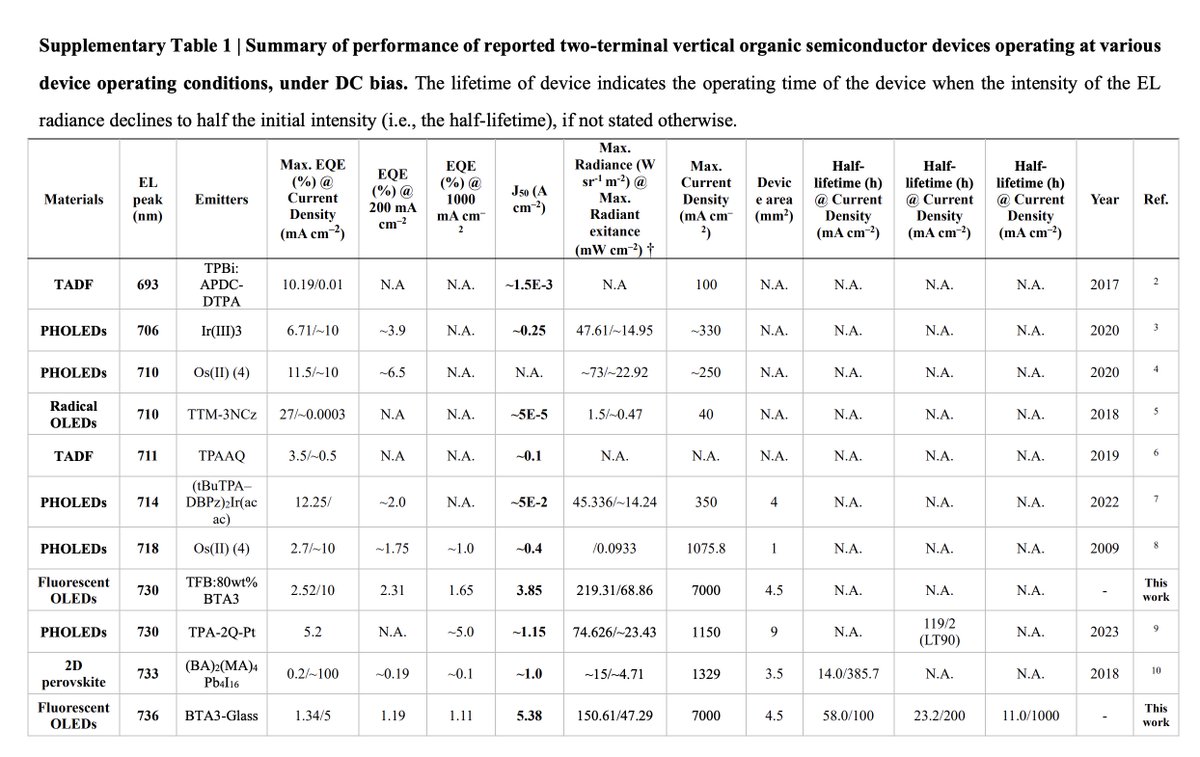 Supplementary Table 1 | Summary of performance of reported two-terminal vertical organic semiconductor devices operating at various
device operating conditions, under DC bias. The lifetime of device indicates the operating time of the device when the intensity of the EL
radiance declines to half the initial intensity (i.e., the half-lifetime), if not stated otherwise.
Materials | EL peak (nm) | Emitters | Max. EQE (%) @ Current Density (mA cm⁻²) | EQE (%) @ 200 mA cm⁻² | EQE (%) @ 1000 mA cm⁻² | J₅₀ (A cm⁻²) | Max. Radiance (W sr⁻¹ m⁻²) @ Max. Radiant exitance (mW cm⁻²) † | Max. Current Density (mA cm⁻²) | Device area (mm²) | Half-lifetime (h) @ Current Density (mA cm⁻²) | Half-lifetime (h) @ Current Density (mA cm⁻²) | Half-lifetime (h) @ Current Density (mA cm⁻²) | Year | Ref.
TADF | 693 | TPBi: APDC-DTPA | 10.19/0.01 | N.A | N.A. | ~1.5E-3 | N.A | 100 | N.A. | N.A. | N.A. | N.A. | 2017 | 2
PHOLEDs | 706 | Ir(III)3 | 6.71/~10 | ~3.9 | N.A. | ~0.25 | 47.61/~14.95 | ~330 | N.A. | N.A. | N.A. | N.A. | 2020 | 3
PHOLEDs | 710 | Os(II) (4) | 11.5/~10 | ~6.5 | N.A. | N.A. | ~73/~22.92 | ~250 | N.A. | N.A. | N.A. | N.A. | 2020 | 4
Radical OLEDs | 710 | TTM-3NCz | 27/~0.0003 | N.A | N.A. | ~5E-5 | 1.5/~0.47 | 40 | N.A. | N.A. | N.A. | N.A. | 2018 | 5
TADF | 711 | TPAAQ | 3.5/~0.5 | N.A | N.A. | ~0.1 | N.A. | N.A. | N.A. | N.A. | N.A. | N.A. | 2019 | 6
PHOLEDs | 714 | (tBuTPA–DBPz)₂Ir(acac) | 12.25/ | ~2.0 | N.A. | ~5E-2 | 45.336/~14.24 | 350 | 4 | N.A. | N.A. | N.A. | 2022 | 7
PHOLEDs | 718 | Os(II) (4) | 2.7/~10 | ~1.75 | ~1.0 | ~0.4 | /0.0933 | 1075.8 | 1 | N.A. | N.A. | N.A. | 2009 | 8
Fluorescent OLEDs | 730 | TFB:80wt% BTA3 | 2.52/10 | 2.31 | 1.65 | 3.85 | 219.31/68.86 | 7000 | 4.5 | N.A. | N.A. | N.A. | - | This work
PHOLEDs | 730 | TPA-2Q-Pt | 5.2 | N.A. | ~5.0 | ~1.15 | 74.626/~23.43 | 1150 | 9 | N.A. | 119/2 (LT90) | N.A. | 2023 | 9
2D perovskite | 733 | (BA)₂(MA)₄Pb₄I₁₆ | 0.2/~100 | ~0.19 | ~0.1 | ~1.0 | ~15/~4.71 | 1329 | 3.5 | 14.0/385.7 | N.A. | N.A. | 2018 | 10
Fluorescent OLEDs | 736 | BTA3-Glass | 1.34/5 | 1.19 | 1.11 | 5.38 | 150.61/47.29 | 7000 | 4.5 | 58.0/100 | 23.2/200 | 11.0/1000 | - | This work